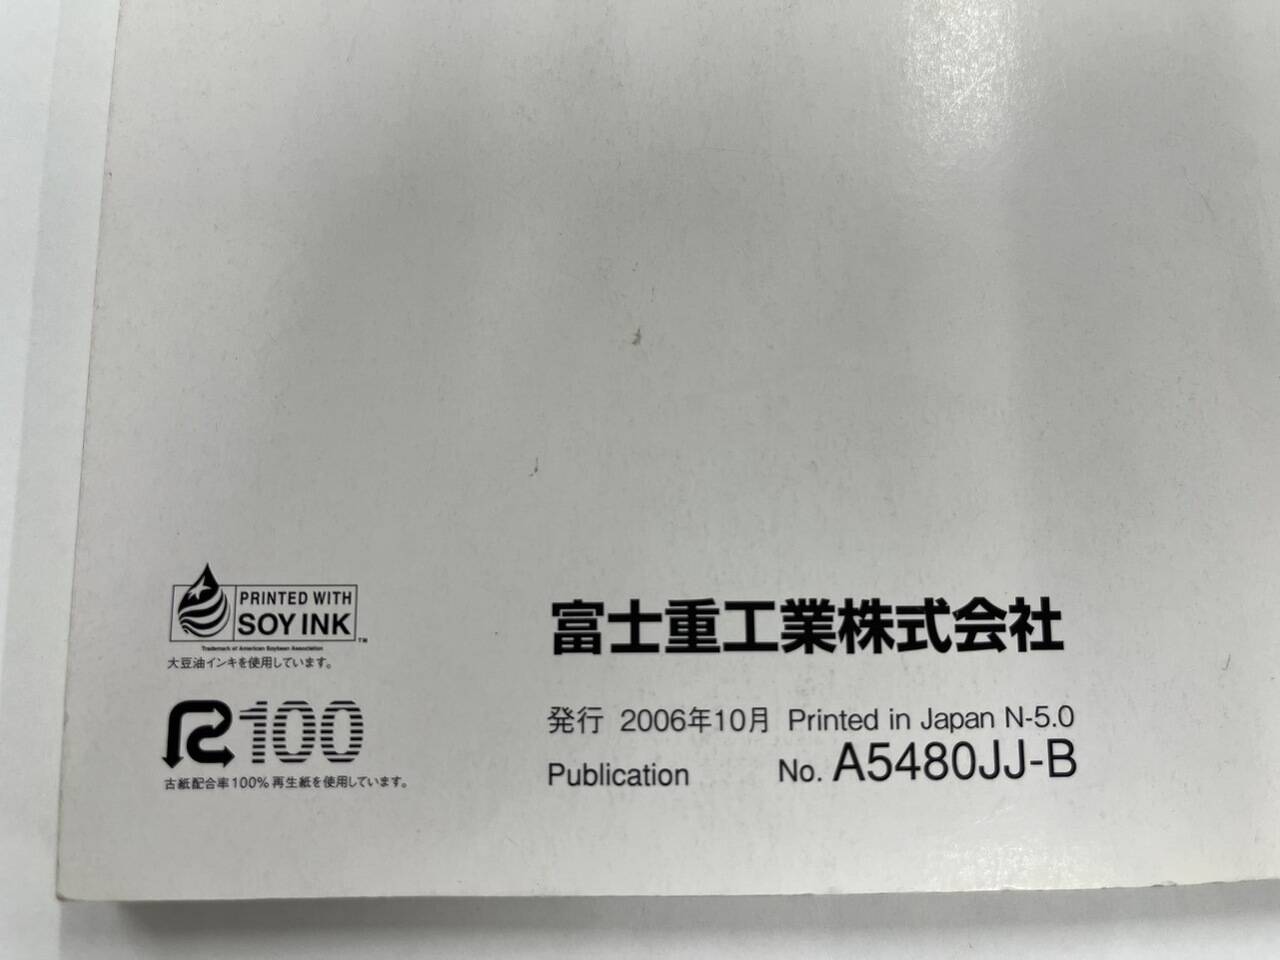 PRINTED WITH
SOY INK™
Trademark of American Soybean Association
大豆油インキを使用しています。
R100
古紙配合率100%再生紙を使用しています。
富士重工業株式会社
発行 2006年10月 Printed in Japan N-5.0
Publication No. A5480JJ-B